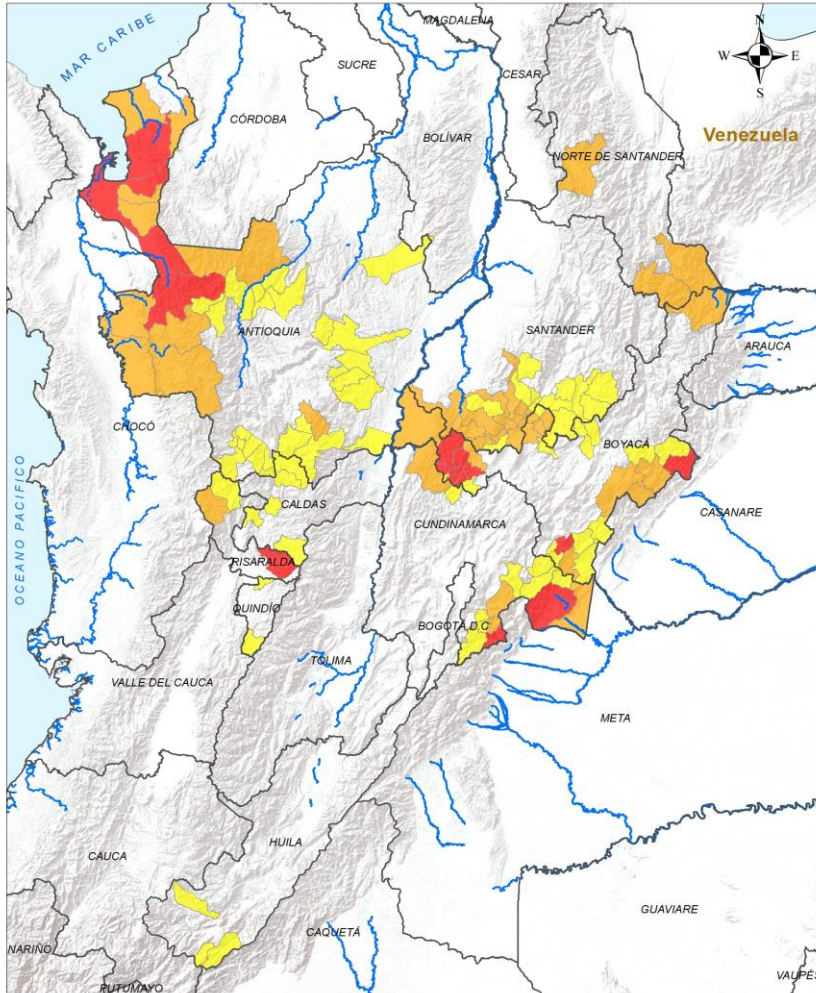 MAGDALENA
N
W E
S
MAR CARIBE
SUCRE
CESAR
CÓRDOBA
BOLÍVAR
Venezuela
NORTE DE SANTANDER
ANTIOQUIA
SANTANDER
ARAUCA
CHOCÓ
BOYACÁ
OCEANO PACIFICO
CALDAS
CUNDINAMARCA
CASANARE
RISARALDA
QUINDÍO
BOGOTÁ D.C
TOLIMA
VALLE DEL CAUCA
META
HUILA
CAUCA
GUAVIARE
CAQUETÁ
NARIÑO
PUTUMAYO
VAUPÉS